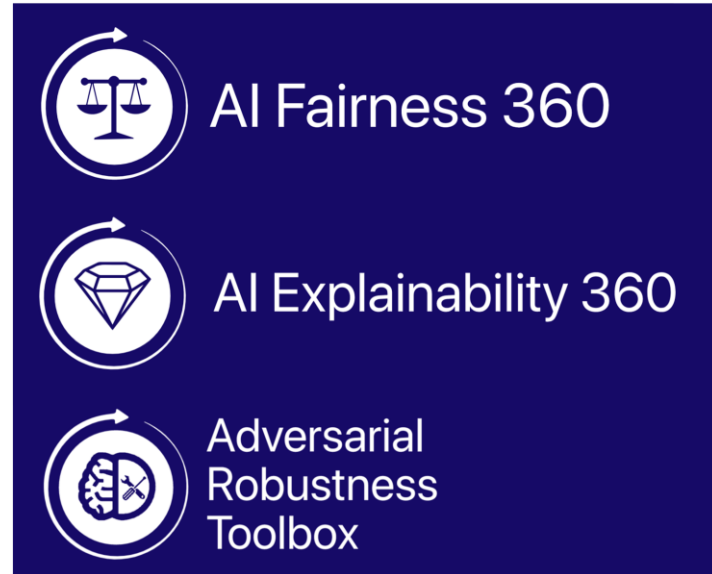 AI Fairness 360
AI Explainability 360
Adversarial
Robustness
Toolbox